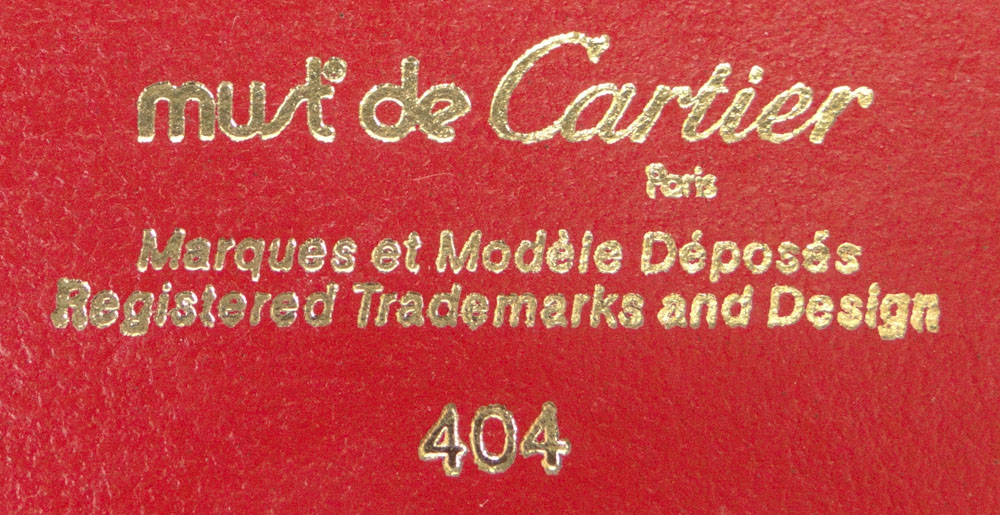 must de Cartier
Paris
Marques et Modèle Déposés
Registered Trademarks and Design
404